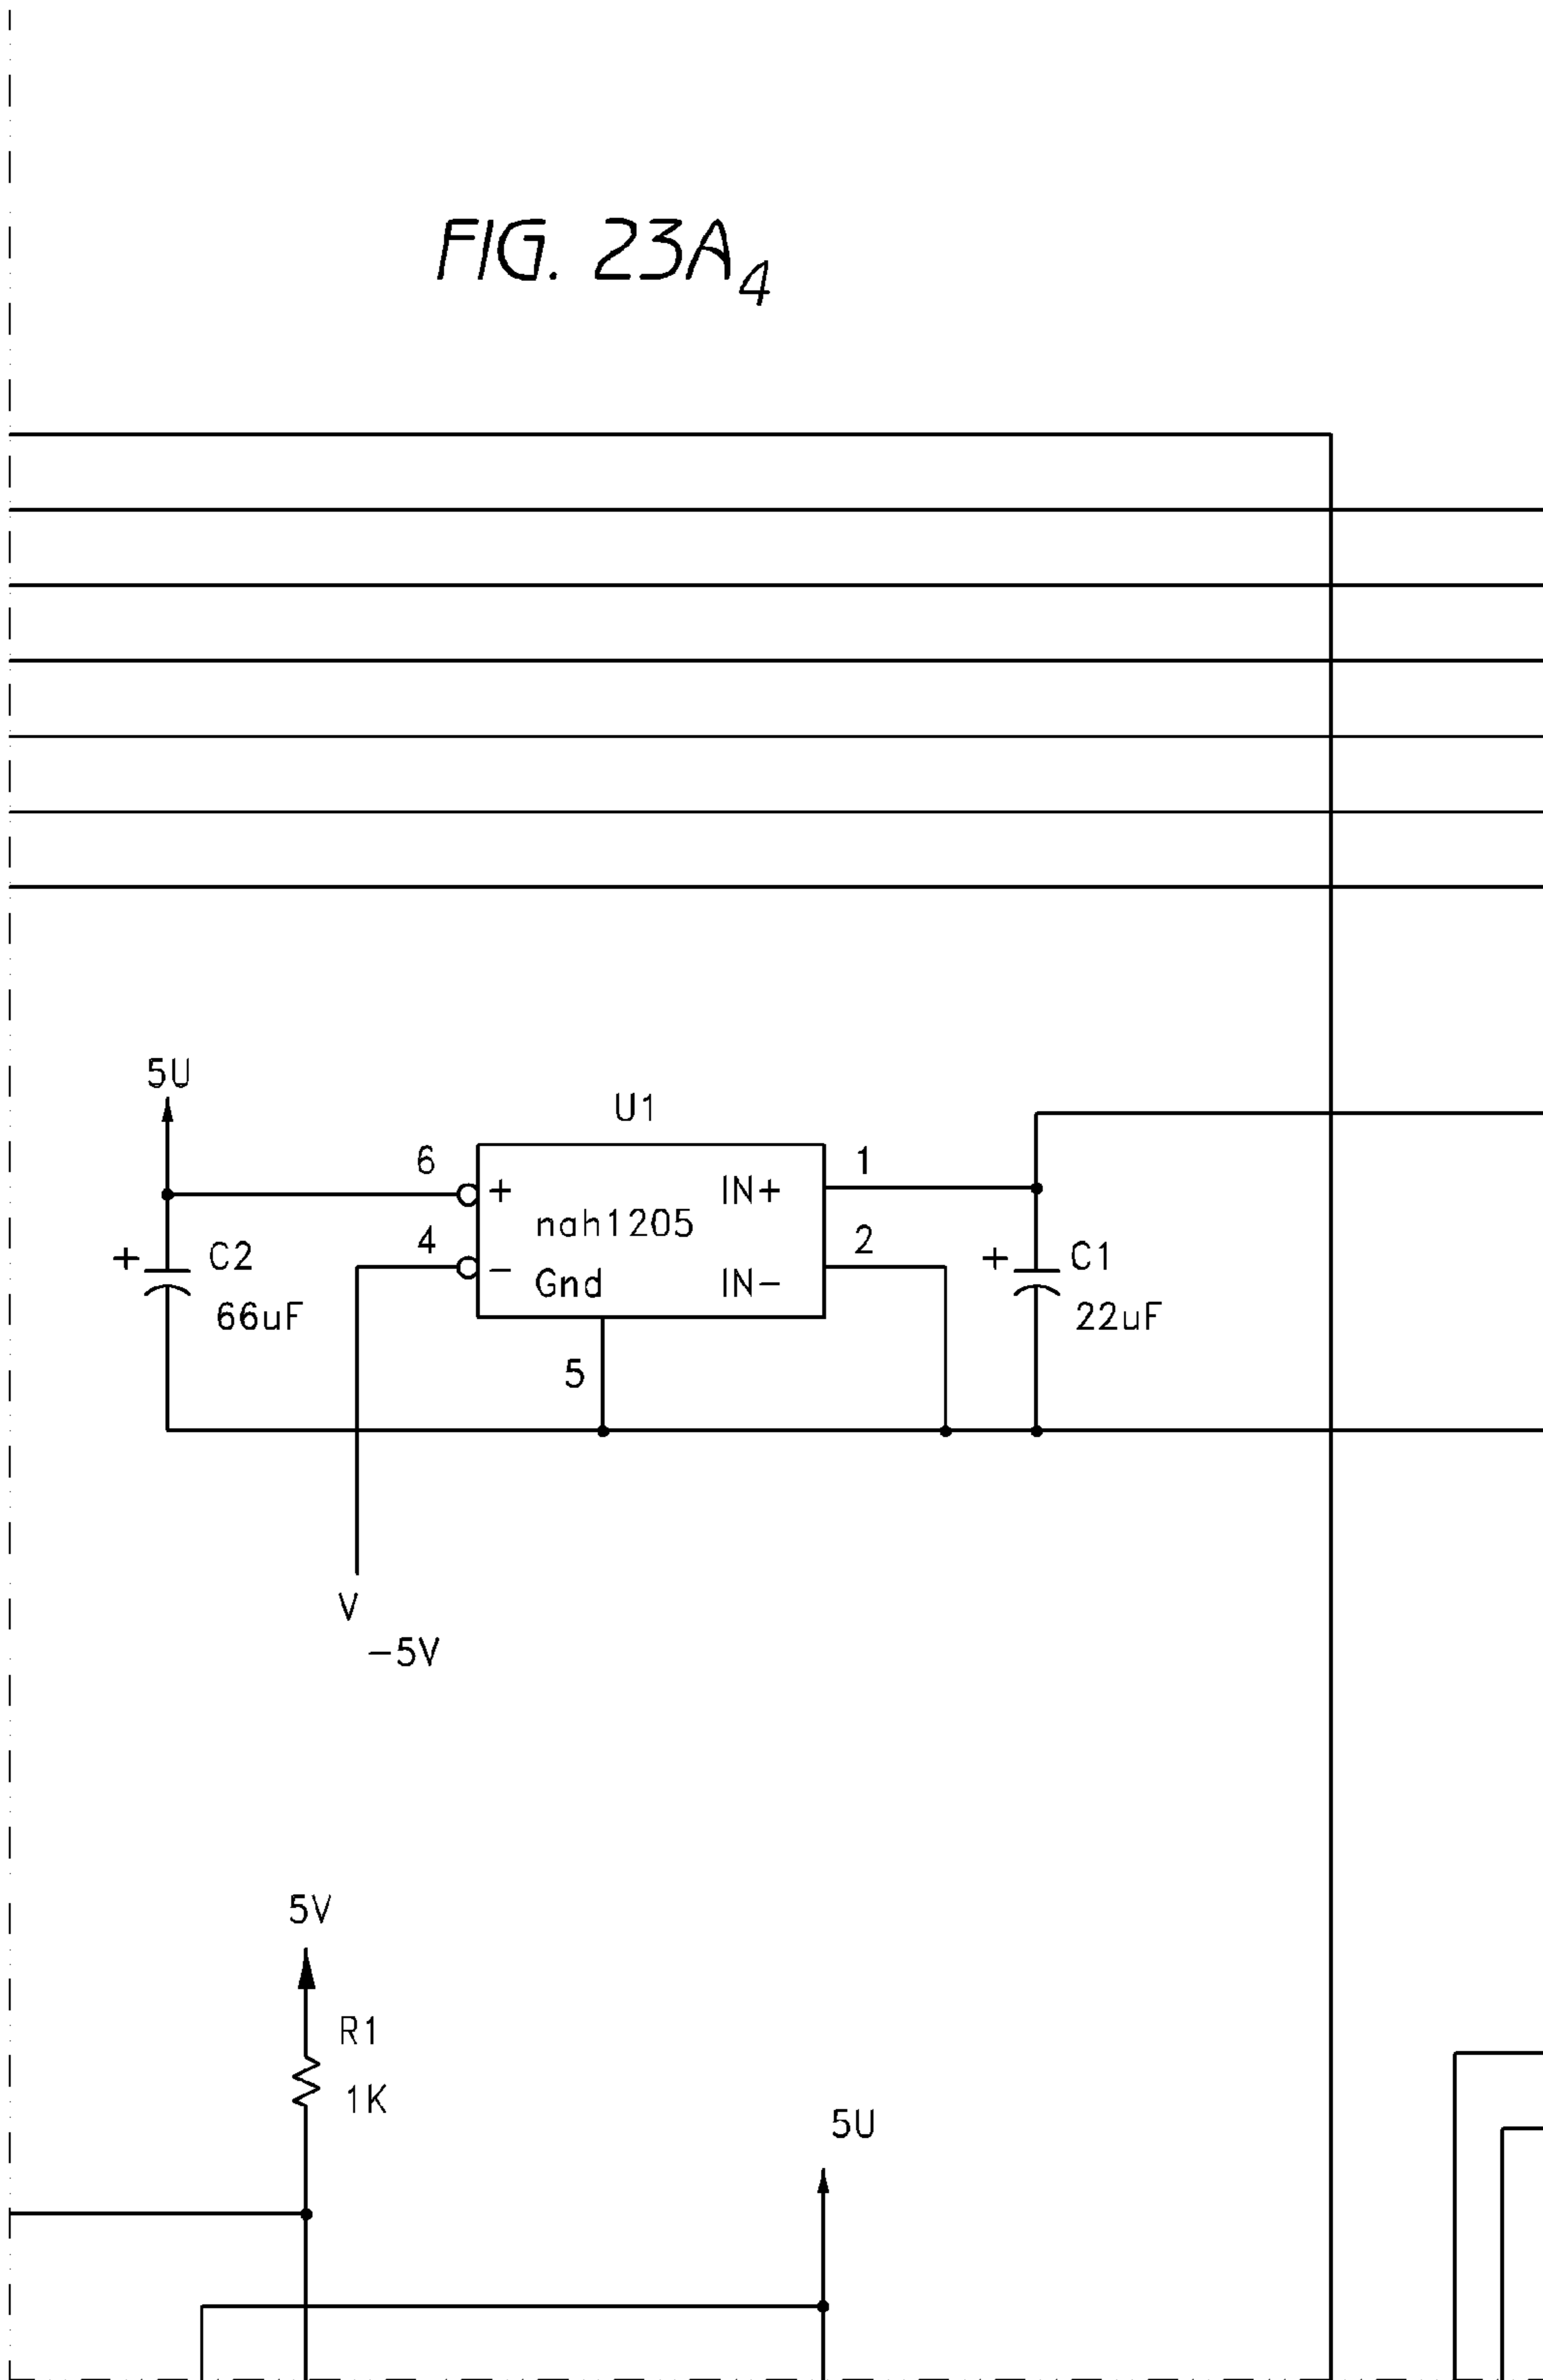 FIG. 23A4
5U
U1
6
1
+
IN+
nah1205
4
2
+
C2
-
Gnd
IN-
+
C1
66uF
22uF
5
V
-5V
5V
R1
1K
5U